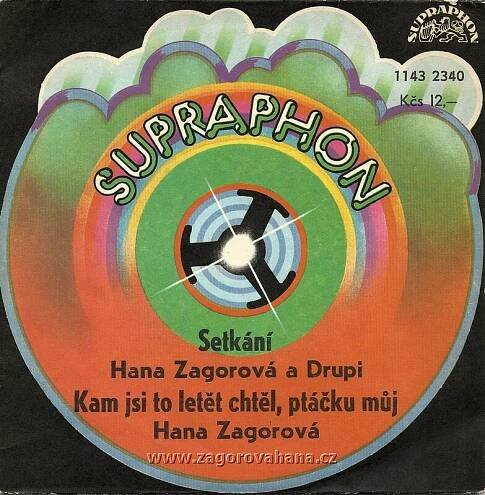 SUPRAPHON
1143 2340
Kčs 12,—
SUPRAPHON
Setkání
Hana Zagorová a Drupi
Kam jsi to letět chtěl, ptáčku můj
Hana Zagorová
www.zagorovahana.cz